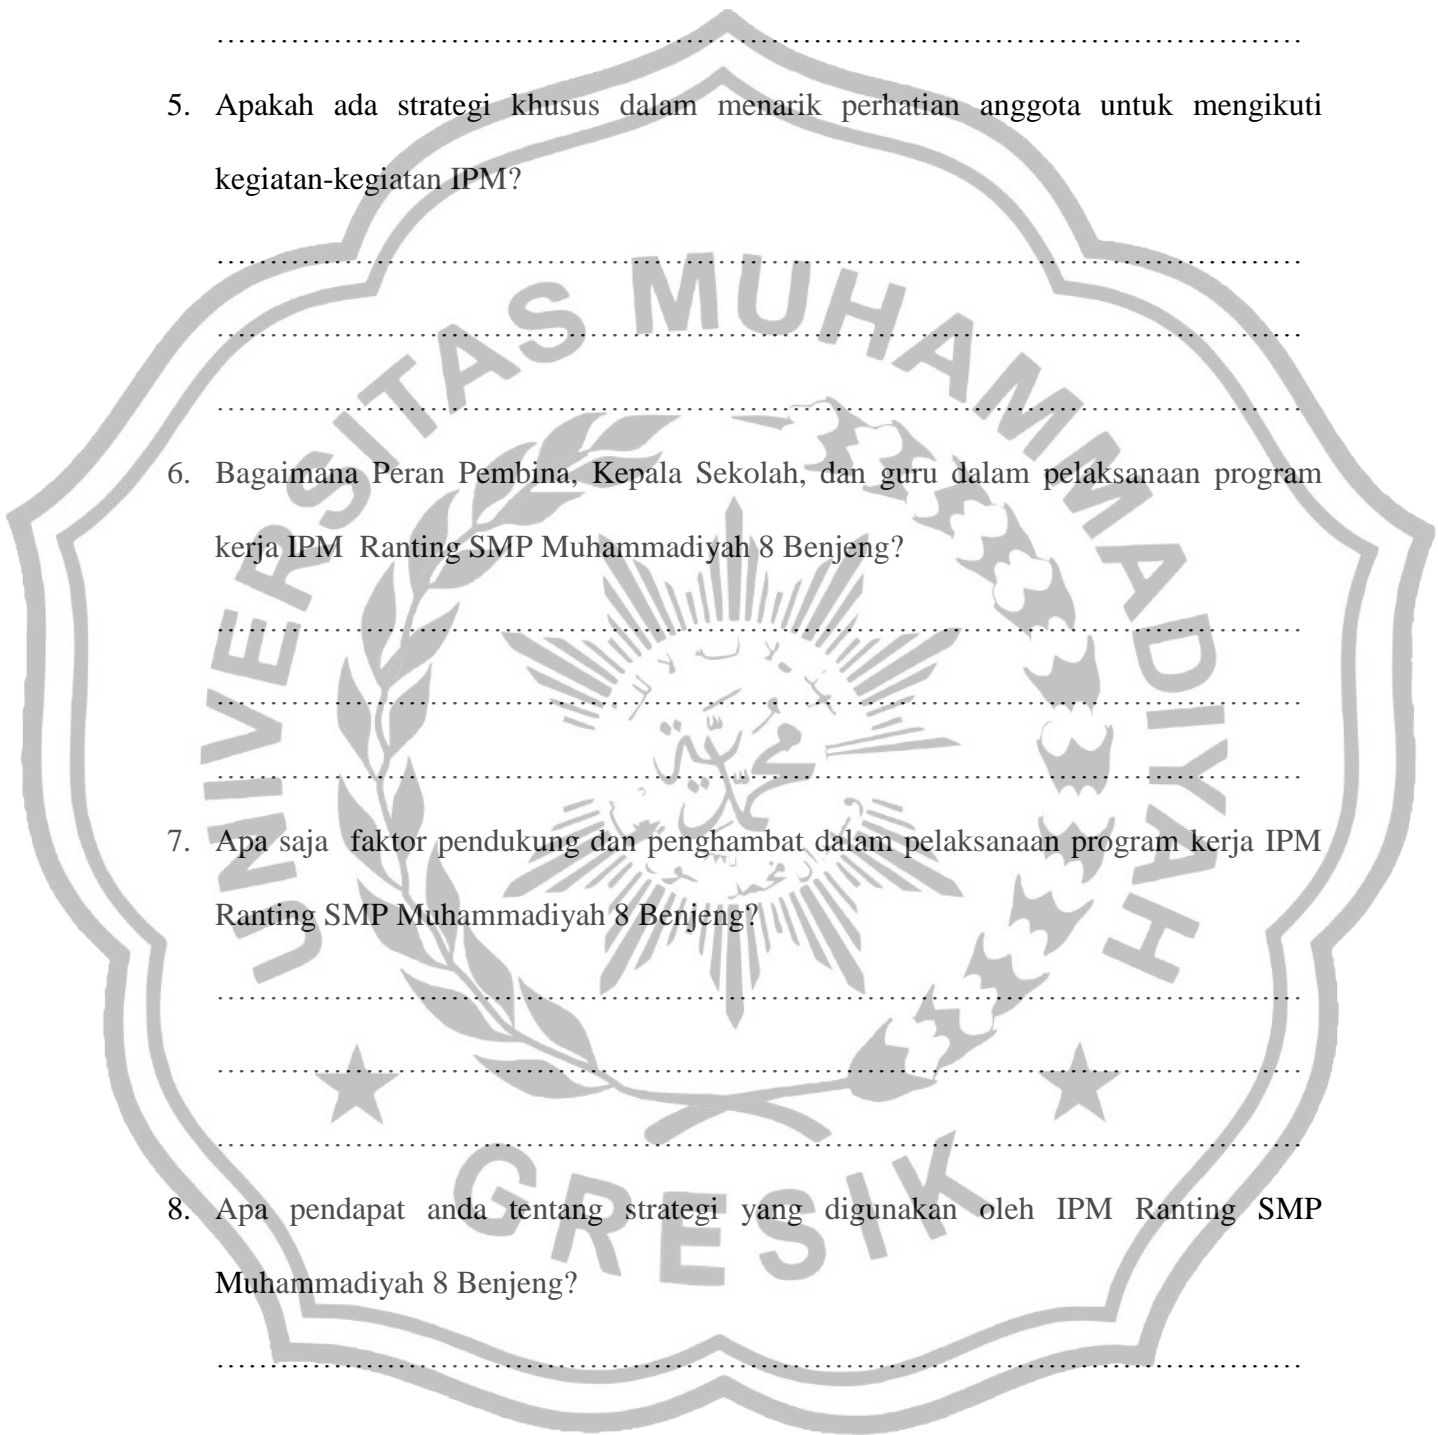 ……………………………………………………………………………………
5. Apakah ada strategi khusus dalam menarik perhatian anggota untuk mengikuti
kegiatan-kegiatan IPM?
……………………………………………………………………………………
……………………………………………………………………………………
……………………………………………………………………………………
6. Bagaimana Peran Pembina, Kepala Sekolah, dan guru dalam pelaksanaan program
kerja IPM Ranting SMP Muhammadiyah 8 Benjeng?
……………………………………………………………………………………
……………………………………………………………………………………
……………………………………………………………………………………
7. Apa saja faktor pendukung dan penghambat dalam pelaksanaan program kerja IPM
Ranting SMP Muhammadiyah 8 Benjeng?
……………………………………………………………………………………
……………………………………………………………………………………
……………………………………………………………………………………
8. Apa pendapat anda tentang strategi yang digunakan oleh IPM Ranting SMP
Muhammadiyah 8 Benjeng?
……………………………………………………………………………………
UNIVERSITAS MUHAMMADIYAH
GRESIK